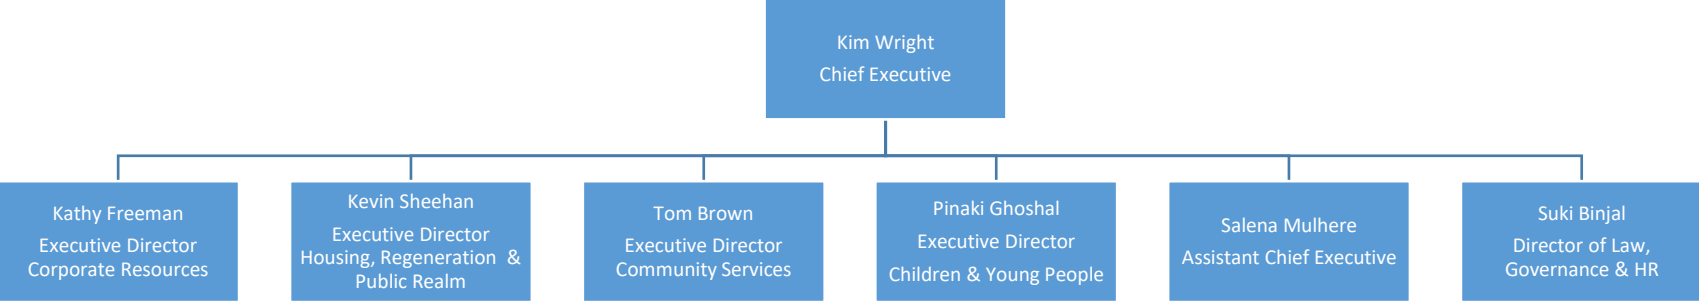 Kim Wright
Chief Executive
Kathy Freeman
Executive Director
Corporate Resources
Kevin Sheehan
Executive Director
Housing, Regeneration &
Public Realm
Tom Brown
Executive Director
Community Services
Pinaki Ghoshal
Executive Director
Children & Young People
Salena Mulhere
Assistant Chief Executive
Suki Binjal
Director of Law,
Governance & HR